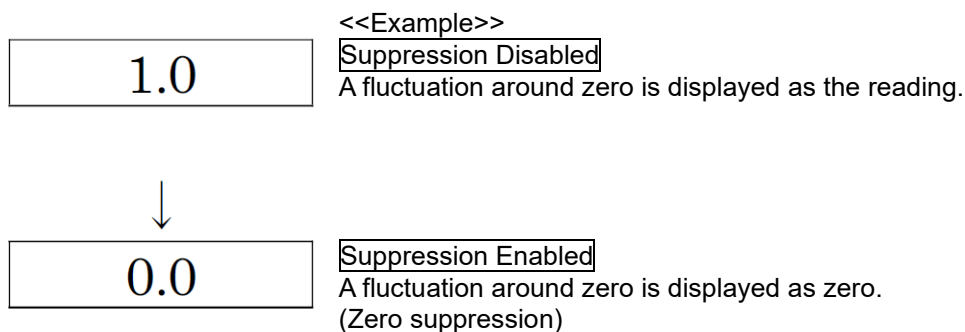 <<Example>>
1.0
Suppression Disabled
A fluctuation around zero is displayed as the reading.
↓
0.0
Suppression Enabled
A fluctuation around zero is displayed as zero.
(Zero suppression)